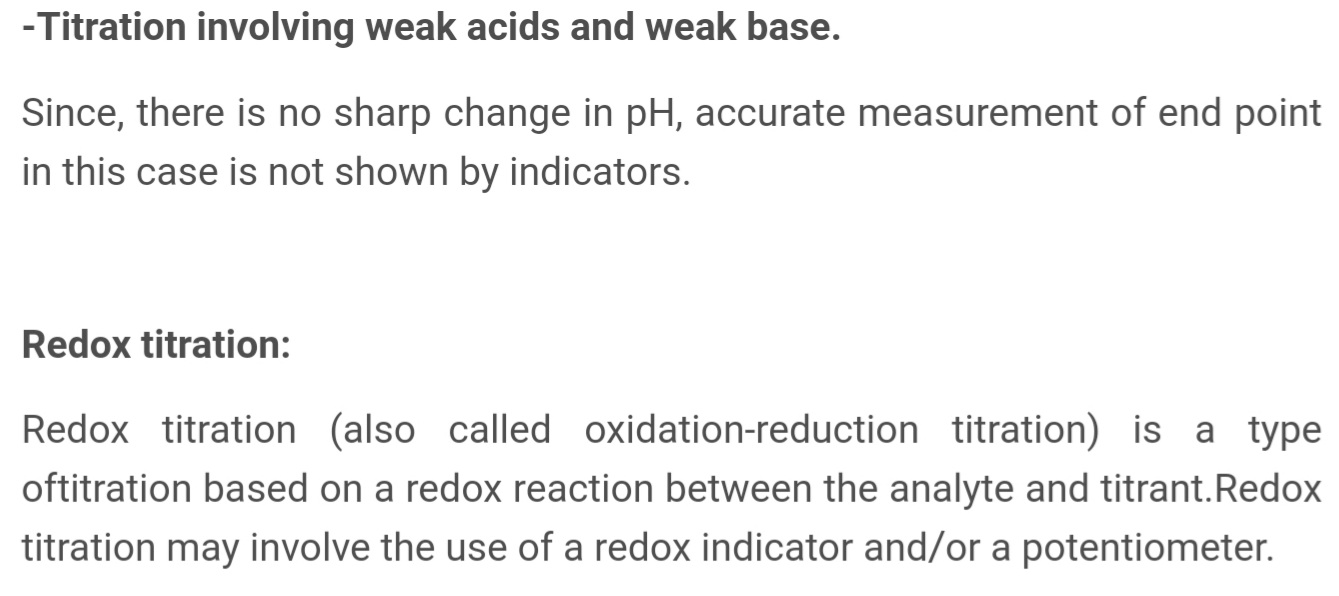 -Titration involving weak acids and weak base.
Since, there is no sharp change in pH, accurate measurement of end point
in this case is not shown by indicators.
Redox titration:
Redox titration (also called oxidation-reduction titration) is a type
oftitration based on a redox reaction between the analyte and titrant.Redox
titration may involve the use of a redox indicator and/or a potentiometer.